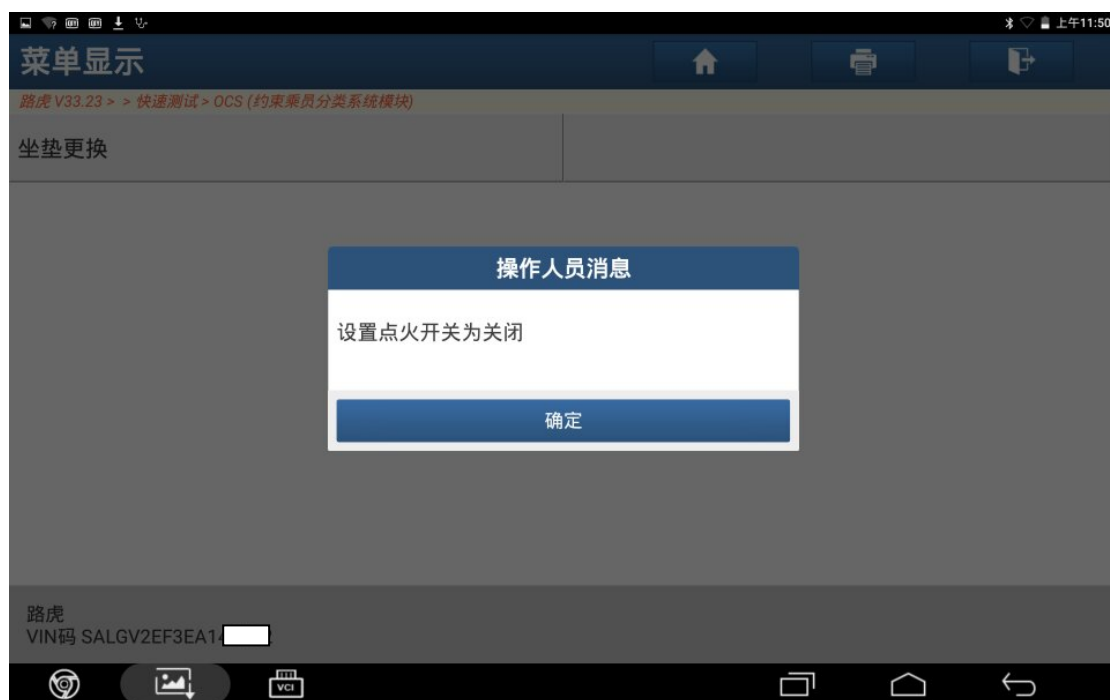 上午11:50
菜单显示
路虎 V33.23 > > 快速测试 > OCS (约束乘员分类系统模块)
坐垫更换
操作人员消息
设置点火开关为关闭
确定
路虎
VIN码 SALGV2EF3EA1
VCI